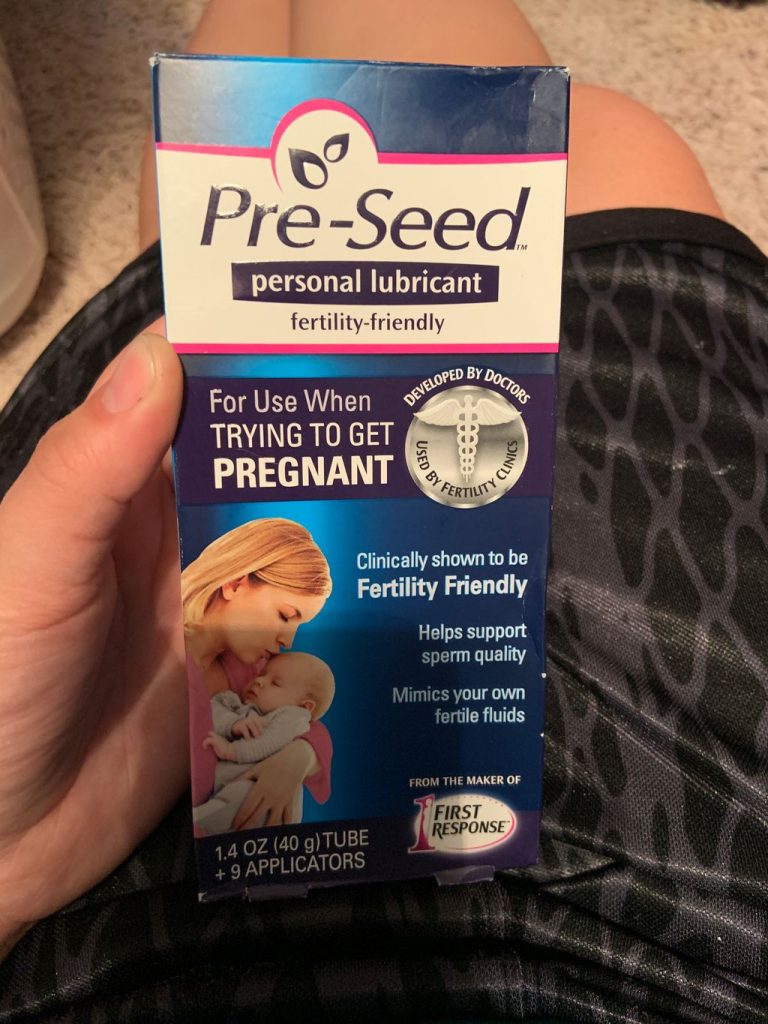 Pre-Seed™
personal lubricant
fertility-friendly
For Use When
TRYING TO GET
PREGNANT
DEVELOPED BY DOCTORS
USED BY FERTILITY CLINICS
Clinically shown to be
Fertility Friendly
Helps support
sperm quality
Mimics your own
fertile fluids
FROM THE MAKER OF
1 FIRST
RESPONSE™
1.4 OZ (40 g) TUBE
+ 9 APPLICATORS